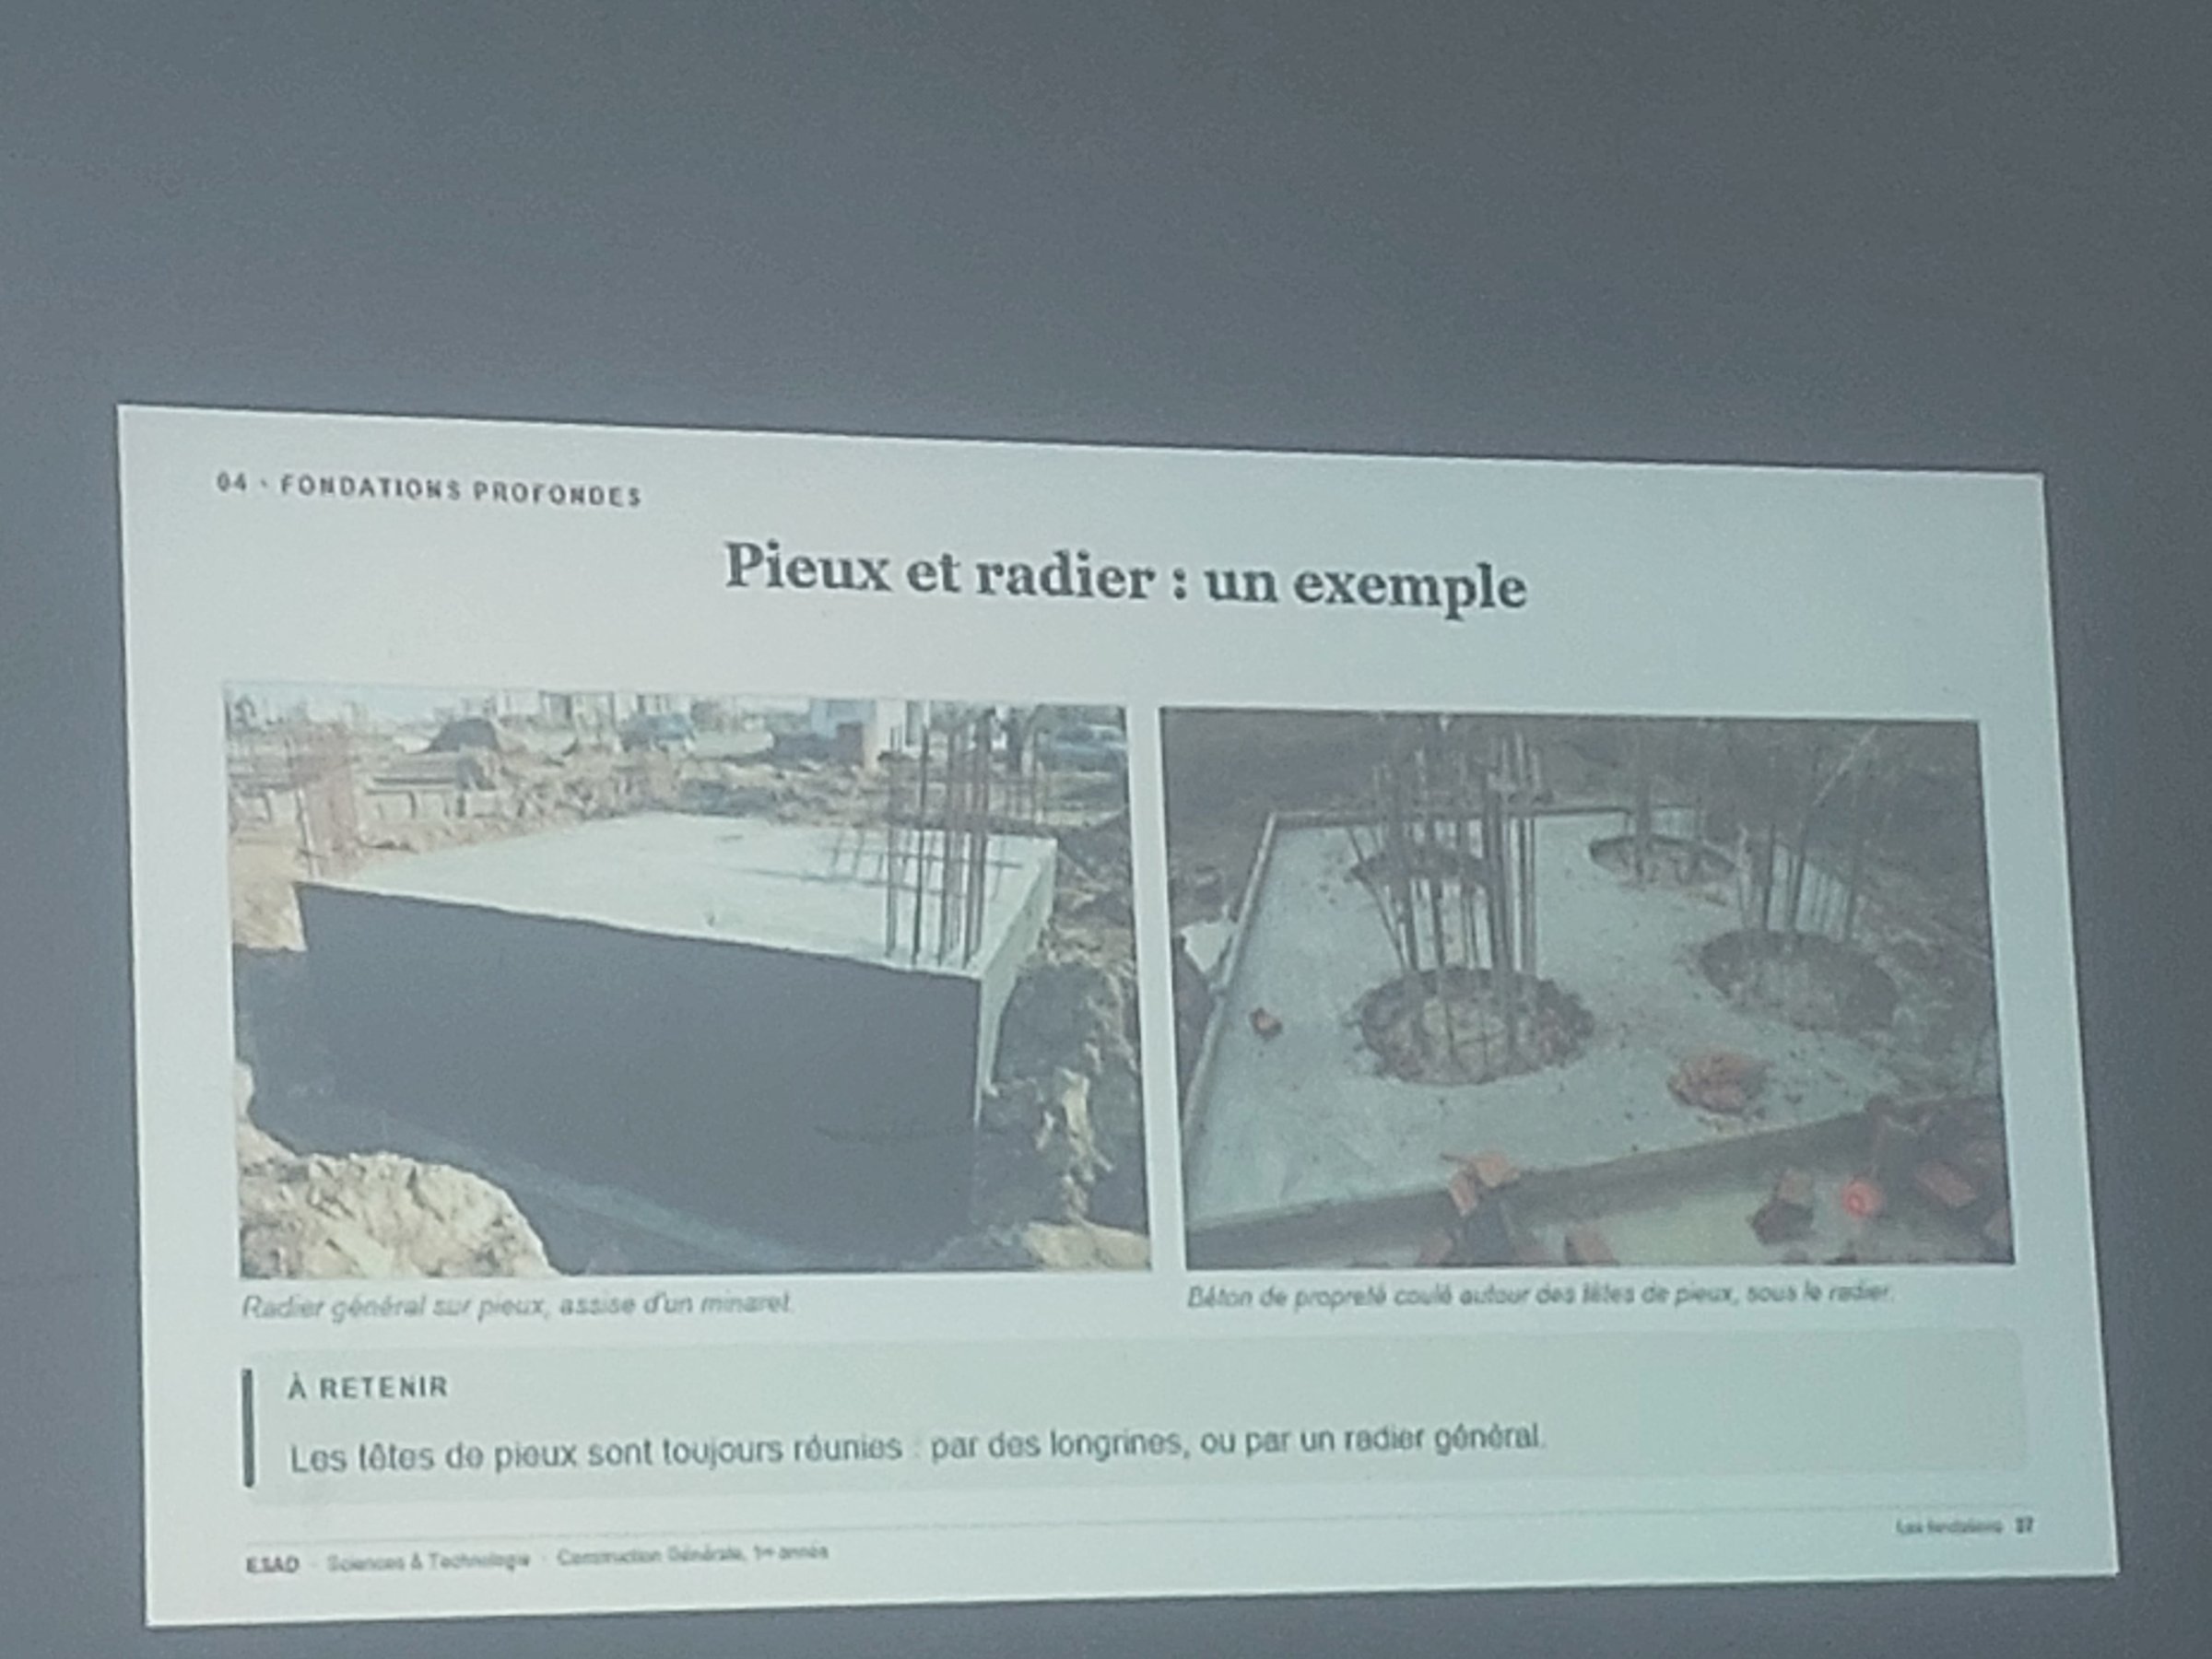 04 · FONDATIONS PROFONDES
Pieux et radier : un exemple
Radier général sur pieux, assise d'un minaret.
Béton de propreté coulé autour des têtes de pieux, sous le radier.
À RETENIR
Les têtes de pieux sont toujours réunies : par des longrines, ou par un radier général.
Les fondations 37
ESAD · Sciences & Technologie · Construction Générale, 1re année